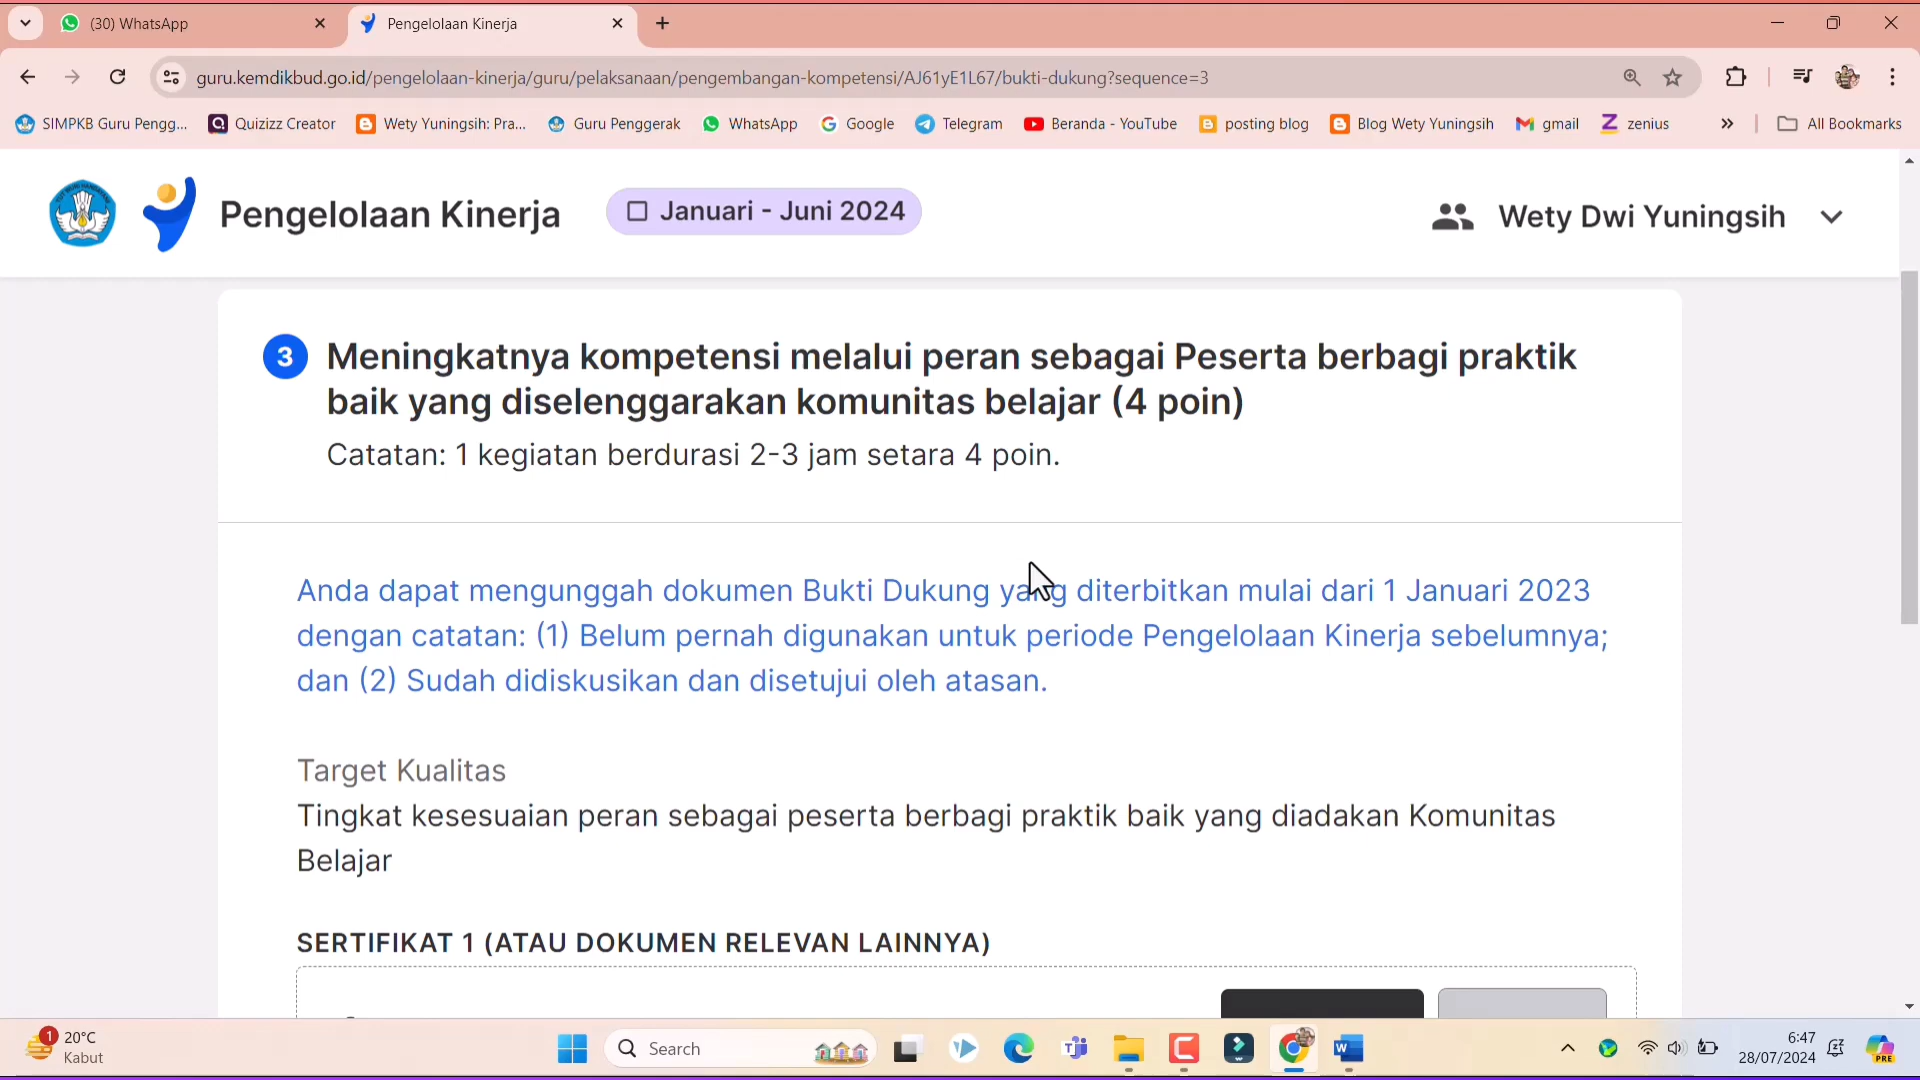 (30) WhatsApp
Pengelolaan Kinerja
guru.kemdikbud.go.id/pengelolaan-kinerja/guru/pelaksanaan/pengembangan-kompetensi/AJ61yE1L67/bukti-dukung?sequence=3
SIMPKB Guru Pengg... Quizizz Creator Wety Yuningsih: Pra... Guru Penggerak WhatsApp Google Telegram Beranda - YouTube posting blog Blog Wety Yuningsih gmail zenius » All Bookmarks
Pengelolaan Kinerja
Januari - Juni 2024
Wety Dwi Yuningsih
3
Meningkatnya kompetensi melalui peran sebagai Peserta berbagi praktik
baik yang diselenggarakan komunitas belajar (4 poin)
Catatan: 1 kegiatan berdurasi 2-3 jam setara 4 poin.
Anda dapat mengunggah dokumen Bukti Dukung yang diterbitkan mulai dari 1 Januari 2023
dengan catatan: (1) Belum pernah digunakan untuk periode Pengelolaan Kinerja sebelumnya;
dan (2) Sudah didiskusikan dan disetujui oleh atasan.
Target Kualitas
Tingkat kesesuaian peran sebagai peserta berbagi praktik baik yang diadakan Komunitas
Belajar
SERTIFIKAT 1 (ATAU DOKUMEN RELEVAN LAINNYA)
1
20°C
Kabut
Search
6:47
28/07/2024
PRE